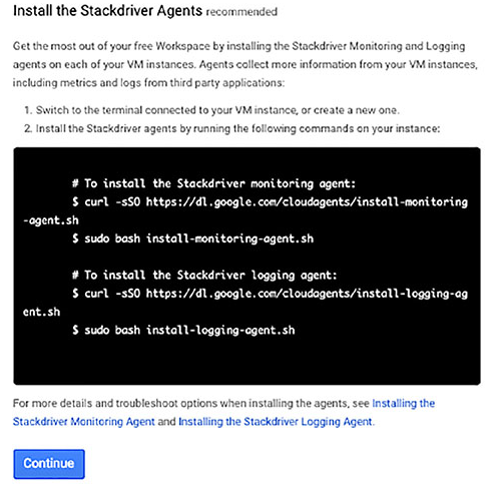 Install the Stackdriver Agents recommended
Get the most out of your free Workspace by installing the Stackdriver Monitoring and Logging
agents on each of your VM instances. Agents collect more information from your VM instances,
including metrics and logs from third party applications:
1. Switch to the terminal connected to your VM instance, or create a new one.
2. Install the Stackdriver agents by running the following commands on your instance:
# To install the Stackdriver monitoring agent:
$ curl -sSO https://dl.google.com/cloudagents/install-monitoring
-agent.sh
$ sudo bash install-monitoring-agent.sh
# To install the Stackdriver logging agent:
$ curl -sSO https://dl.google.com/cloudagents/install-logging-ag
ent.sh
$ sudo bash install-logging-agent.sh
For more details and troubleshoot options when installing the agents, see Installing the
Stackdriver Monitoring Agent and Installing the Stackdriver Logging Agent.
Continue